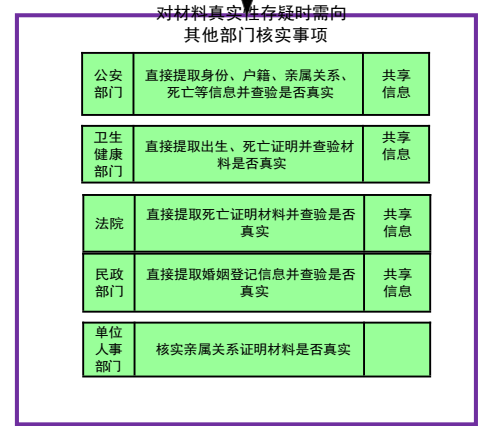 对材料真实性存疑时需向
其他部门核实事项
公安
部门
直接提取身份、户籍、亲属关系、
死亡等信息并查验是否真实
共享
信息
卫生
健康
部门
直接提取出生、死亡证明并查验材
料是否真实
共享
信息
法院
直接提取死亡证明材料并查验是否
真实
共享
信息
民政
部门
直接提取婚姻登记信息并查验是否
真实
共享
信息
单位
人事
部门
核实亲属关系证明材料是否真实